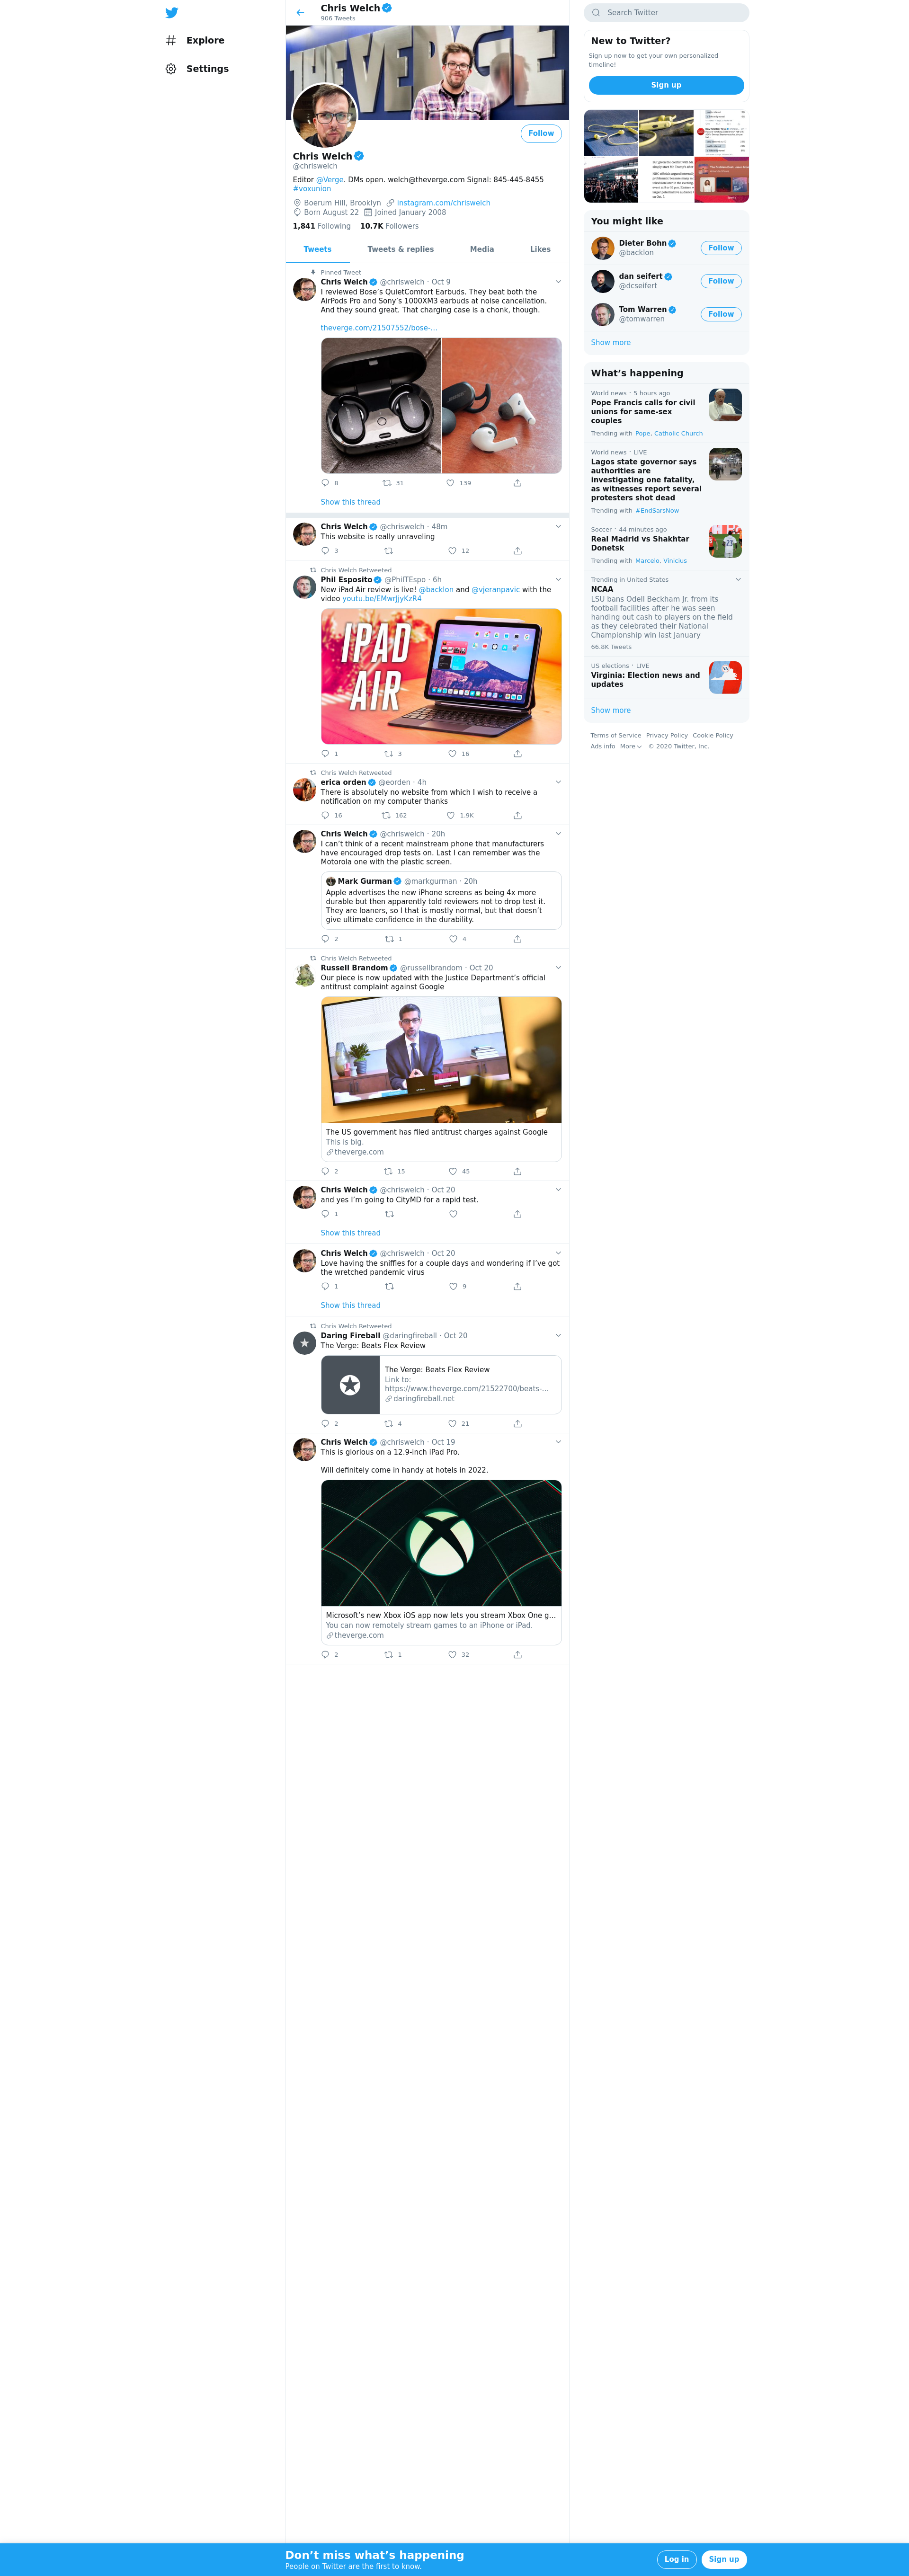 Explore
Settings
Chris Welch
906 Tweets
THE VERGE
Follow
Chris Welch
@chriswelch
Editor @Verge. DMs open. welch@theverge.com Signal: 845-445-8455
#voxunion
Boerum Hill, Brooklyn instagram.com/chriswelch
Born August 22 Joined January 2008
1,841 Following 10.7K Followers
Tweets Tweets & replies Media Likes
Pinned Tweet
Chris Welch @chriswelch · Oct 9
I reviewed Bose’s QuietComfort Earbuds. They beat both the
AirPods Pro and Sony’s 1000XM3 earbuds at noise cancellation.
And they sound great. That charging case is a chonk, though.
theverge.com/21507552/bose-…
8 31 139
Show this thread
Chris Welch @chriswelch · 48m
This website is really unraveling
3 12
Chris Welch Retweeted
Phil Esposito @PhilTEspo · 6h
New iPad Air review is live! @backlon and @vjeranpavic with the
video youtu.be/EMwrJjyKzR4
IPAD
AIR
1 3 16
Chris Welch Retweeted
erica orden @eorden · 4h
There is absolutely no website from which I wish to receive a
notification on my computer thanks
16 162 1.9K
Chris Welch @chriswelch · 20h
I can’t think of a recent mainstream phone that manufacturers
have encouraged drop tests on. Last I can remember was the
Motorola one with the plastic screen.
Mark Gurman @markgurman · 20h
Apple advertises the new iPhone screens as being 4x more
durable but then apparently told reviewers not to drop test it.
They are loaners, so I that is mostly normal, but that doesn’t
give ultimate confidence in the durability.
2 1 4
Chris Welch Retweeted
Russell Brandom @russellbrandom · Oct 20
Our piece is now updated with the Justice Department’s official
antitrust complaint against Google
The US government has filed antitrust charges against Google
This is big.
theverge.com
2 15 45
Chris Welch @chriswelch · Oct 20
and yes I’m going to CityMD for a rapid test.
1
Show this thread
Chris Welch @chriswelch · Oct 20
Love having the sniffles for a couple days and wondering if I’ve got
the wretched pandemic virus
1 9
Show this thread
Chris Welch Retweeted
Daring Fireball @daringfireball · Oct 20
The Verge: Beats Flex Review
The Verge: Beats Flex Review
Link to:
https://www.theverge.com/21522700/beats-…
daringfireball.net
2 4 21
Chris Welch @chriswelch · Oct 19
This is glorious on a 12.9-inch iPad Pro.
Will definitely come in handy at hotels in 2022.
Microsoft’s new Xbox iOS app now lets you stream Xbox One g…
You can now remotely stream games to an iPhone or iPad.
theverge.com
2 1 32
Search Twitter
New to Twitter?
Sign up now to get your own personalized
timeline!
Sign up
You might like
Dieter Bohn
@backlon
Follow
dan seifert
@dcseifert
Follow
Tom Warren
@tomwarren
Follow
Show more
What’s happening
World news · 5 hours ago
Pope Francis calls for civil
unions for same-sex
couples
Trending with Pope, Catholic Church
World news · LIVE
Lagos state governor says
authorities are
investigating one fatality,
as witnesses report several
protesters shot dead
Trending with #EndSarsNow
Soccer · 44 minutes ago
Real Madrid vs Shakhtar
Donetsk
Trending with Marcelo, Vinicius
Trending in United States
NCAA
LSU bans Odell Beckham Jr. from its
football facilities after he was seen
handing out cash to players on the field
as they celebrated their National
Championship win last January
66.8K Tweets
US elections · LIVE
Virginia: Election news and
updates
Show more
Terms of Service Privacy Policy Cookie Policy
Ads info More © 2020 Twitter, Inc.
Don’t miss what’s happening
People on Twitter are the first to know.
Log in
Sign up